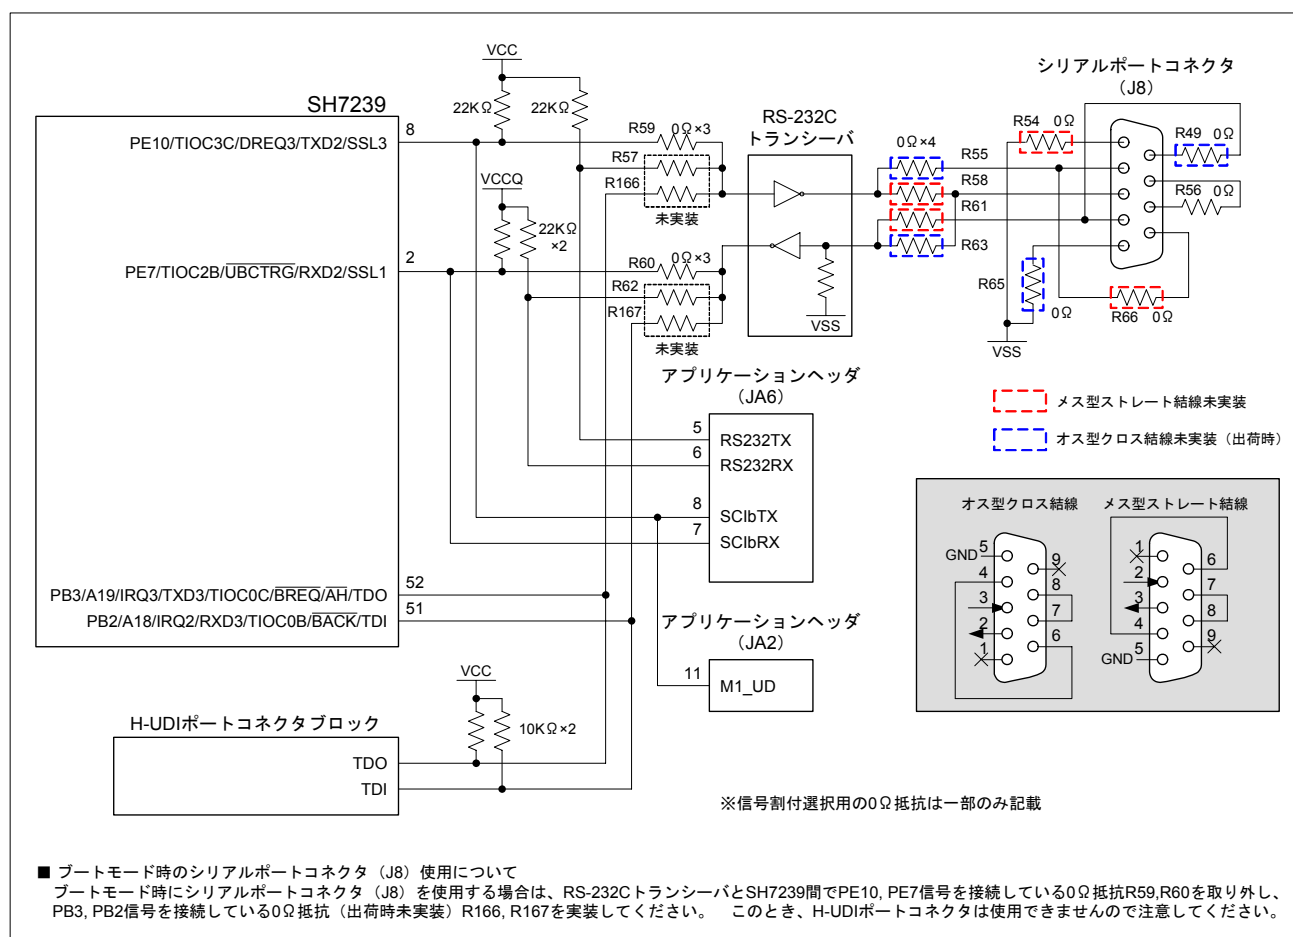 VCC
シリアルポートコネクタ
（J8）
SH7239
22KΩ
22KΩ
RS-232C
トランシーバ
8
PE10/TIOC3C/DREQ3/TXD2/SSL3
R59
0Ω×3
R57
R166
未実装
0Ω×4
R55
R58
R61
R63
R54
0Ω
R49
0Ω
R56
0Ω
VCCQ
22KΩ
×2
2
PE7/TIOC2B/UBCTRG/RXD2/SSL1
R60
0Ω×3
R62
R167
未実装
VSS
R65
0Ω
R66
0Ω
VSS
アプリケーションヘッダ
（JA6）
5
RS232TX
6
RS232RX
8
SCIbTX
7
SCIbRX
メス型ストレート結線未実装
オス型クロス結線未実装（出荷時）
オス型クロス結線
メス型ストレート結線
GND
5
4
3
2
1
9
8
7
6
1
2
3
4
GND
5
6
7
8
9
52
PB3/A19/IRQ3/TXD3/TIOC0C/BREQ/AH/TDO
51
PB2/A18/IRQ2/RXD3/TIOC0B/BACK/TDI
アプリケーションヘッダ
（JA2）
11
M1_UD
VCC
10KΩ×2
H-UDIポートコネクタブロック
TDO
TDI
※信号割付選択用の0Ω抵抗は一部のみ記載
■ ブートモード時のシリアルポートコネクタ（J8）使用について
ブートモード時にシリアルポートコネクタ（J8）を使用する場合は、RS-232CトランシーバとSH7239間でPE10, PE7信号を接続している0Ω抵抗R59,R60を取り外し、
PB3, PB2信号を接続している0Ω抵抗（出荷時未実装）R166, R167を実装してください。 このとき、H-UDIポートコネクタは使用できませんので注意してください。